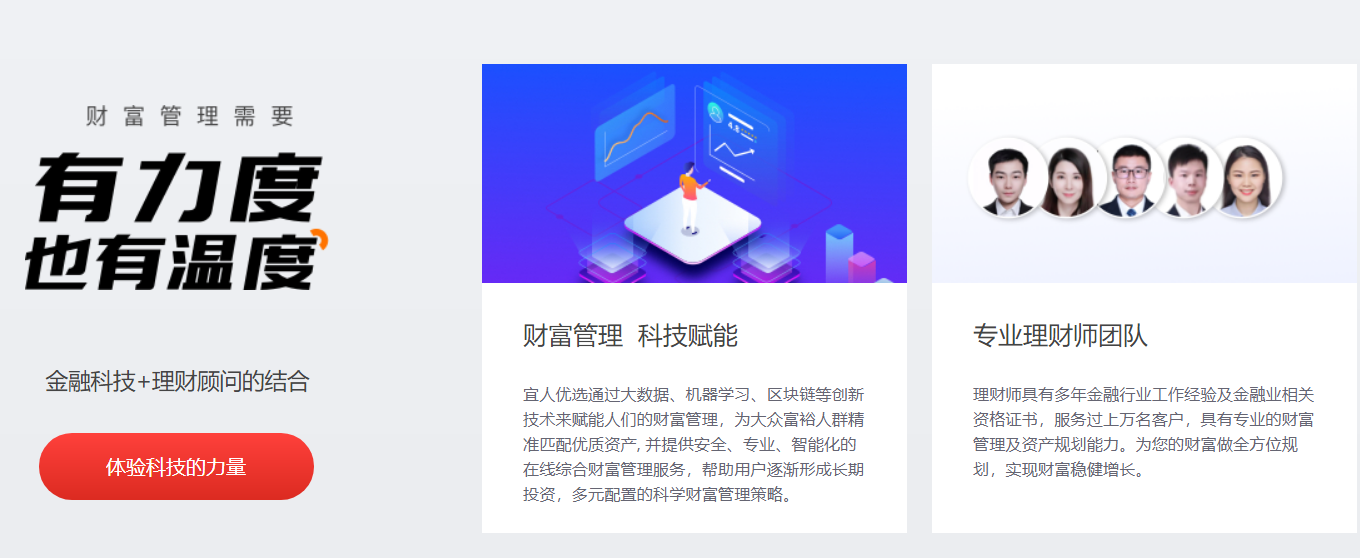 财富管理需要
有力度
也有温度
金融科技+理财顾问的结合
体验科技的力量
4.8
财富管理 科技赋能
宜人优选通过大数据、机器学习、区块链等创新
技术来赋能人们的财富管理，为大众富裕人群精
准匹配优质资产, 并提供安全、专业、智能化的
在线综合财富管理服务，帮助用户逐渐形成长期
投资，多元配置的科学财富管理策略。
专业理财师团队
理财师具有多年金融行业工作经验及金融业相关
资格证书，服务过上万名客户，具有专业的财富
管理及资产规划能力。为您的财富做全方位规
划，实现财富稳健增长。